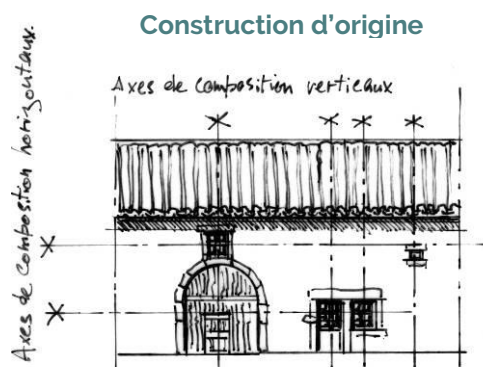 Construction d'origine
Axes de composition verticaux
Axes de composition horizontaux.